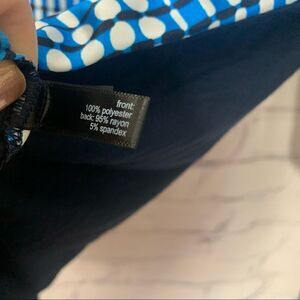 front:
100% polyester
back: 95% rayon
5% spandex